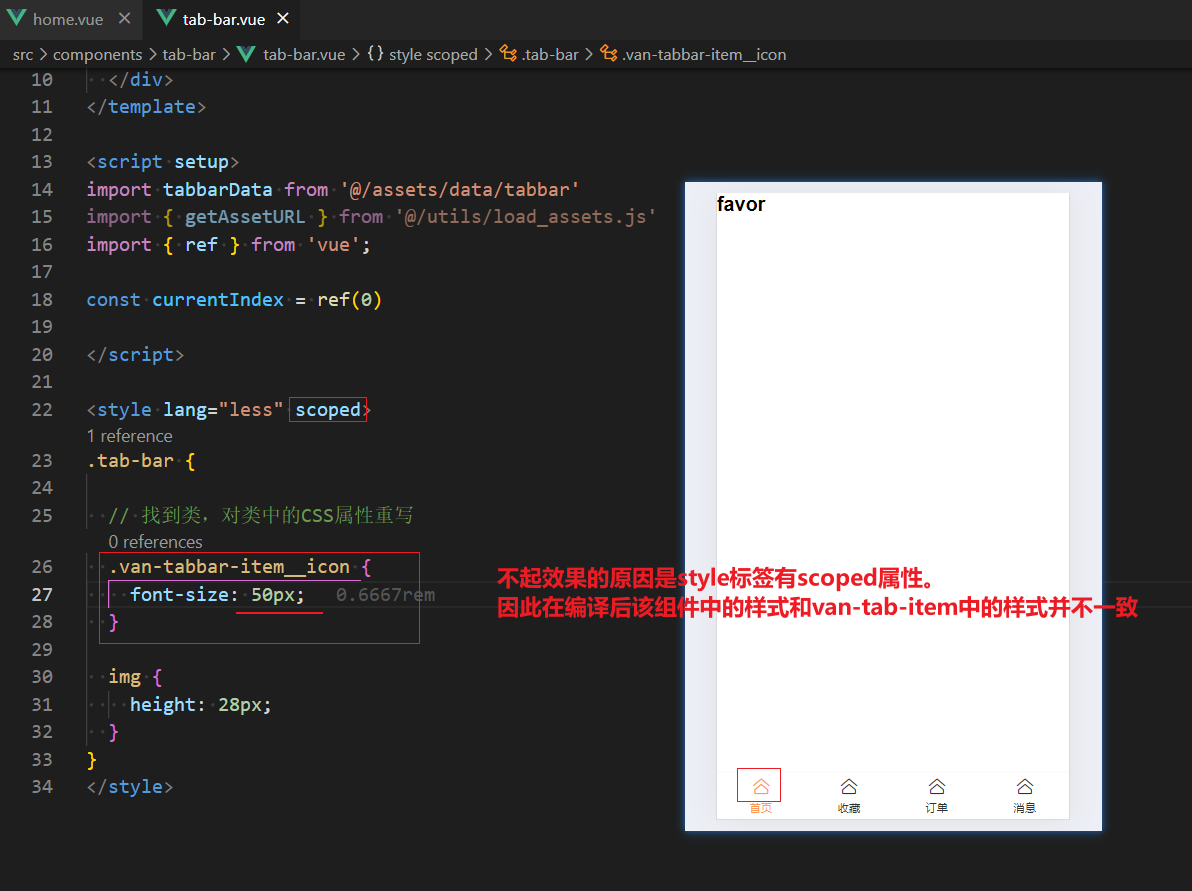 home.vue × tab-bar.vue ×
src > components > tab-bar > tab-bar.vue > {} style scoped > .tab-bar > .van-tabbar-item__icon
10 </div>
11 </template>
12
13 <script setup>
14 import tabbarData from '@/assets/data/tabbar'
15 import { getAssetURL } from '@/utils/load_assets.js'
16 import { ref } from 'vue';
17
18 const currentIndex = ref(0)
19
20 </script>
21
22 <style lang="less" scoped>
1 reference
23 .tab-bar {
24
25 // 找到类，对类中的CSS属性重写
0 references
26 .van-tabbar-item__icon {
27 font-size: 50px; 0.6667rem
28 }
29
30 img {
31 height: 28px;
32 }
33 }
34 </style>
favor
不起效果的原因是style标签有scoped属性。
因此在编译后该组件中的样式和van-tab-item中的样式并不一致
首页 收藏 订单 消息